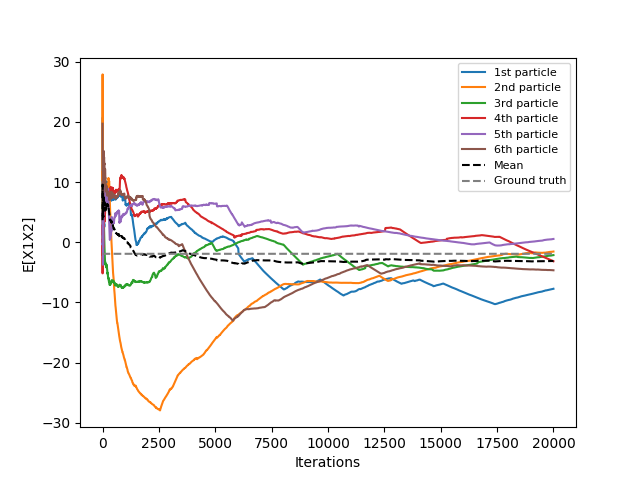 30
20
10
0
−10
−20
−30
E[X1X2]
1st particle
2nd particle
3rd particle
4th particle
5th particle
6th particle
Mean
Ground truth
0 2500 5000 7500 10000 12500 15000 17500 20000
Iterations